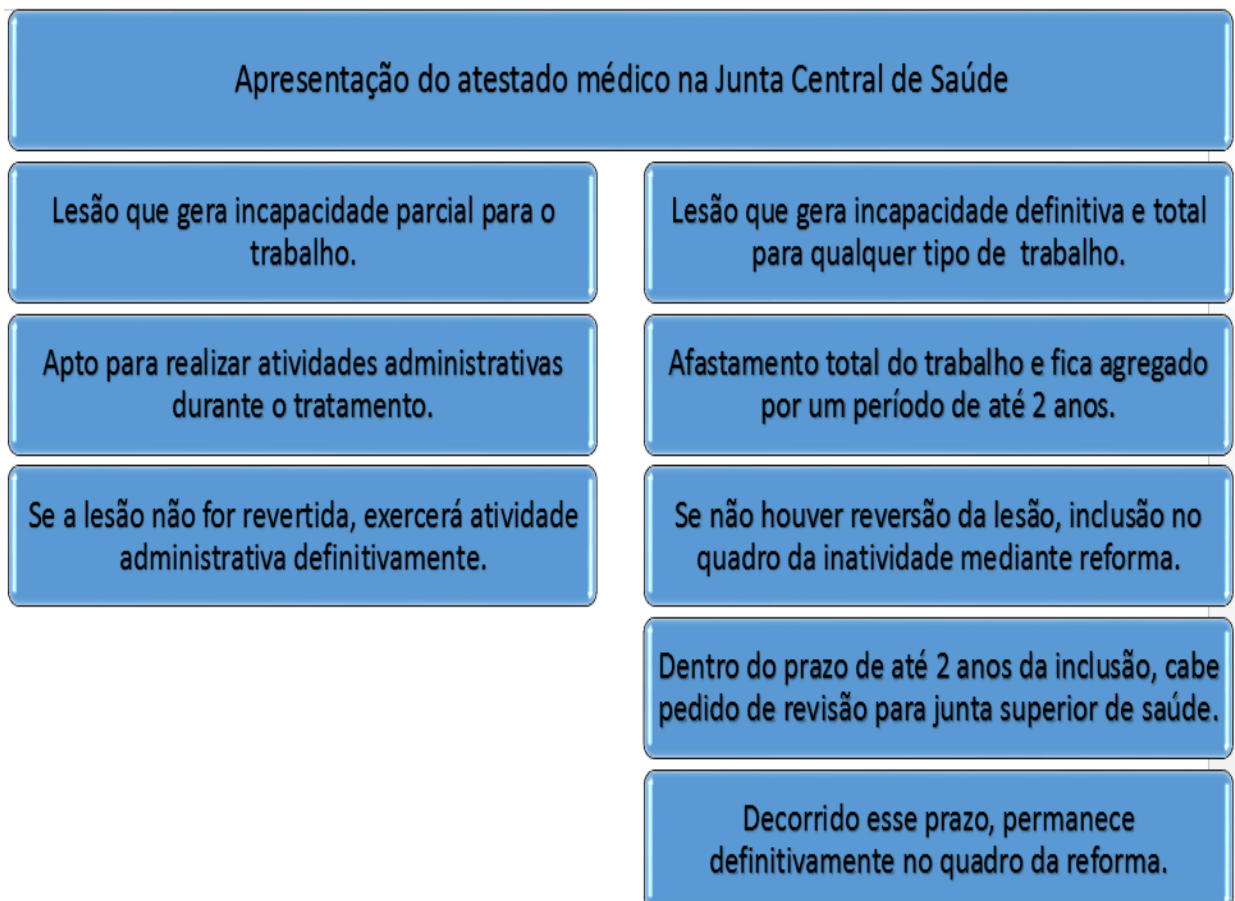 Apresentação do atestado médico na Junta Central de Saúde
Lesão que gera incapacidade parcial para o
trabalho.
Apto para realizar atividades administrativas
durante o tratamento.
Se a lesão não for revertida, exercerá atividade
administrativa definitivamente.
Lesão que gera incapacidade definitiva e total
para qualquer tipo de trabalho.
Afastamento total do trabalho e fica agregado
por um período de até 2 anos.
Se não houver reversão da lesão, inclusão no
quadro da inatividade mediante reforma.
Dentro do prazo de até 2 anos da inclusão, cabe
pedido de revisão para junta superior de saúde.
Decorrido esse prazo, permanece
definitivamente no quadro da reforma.